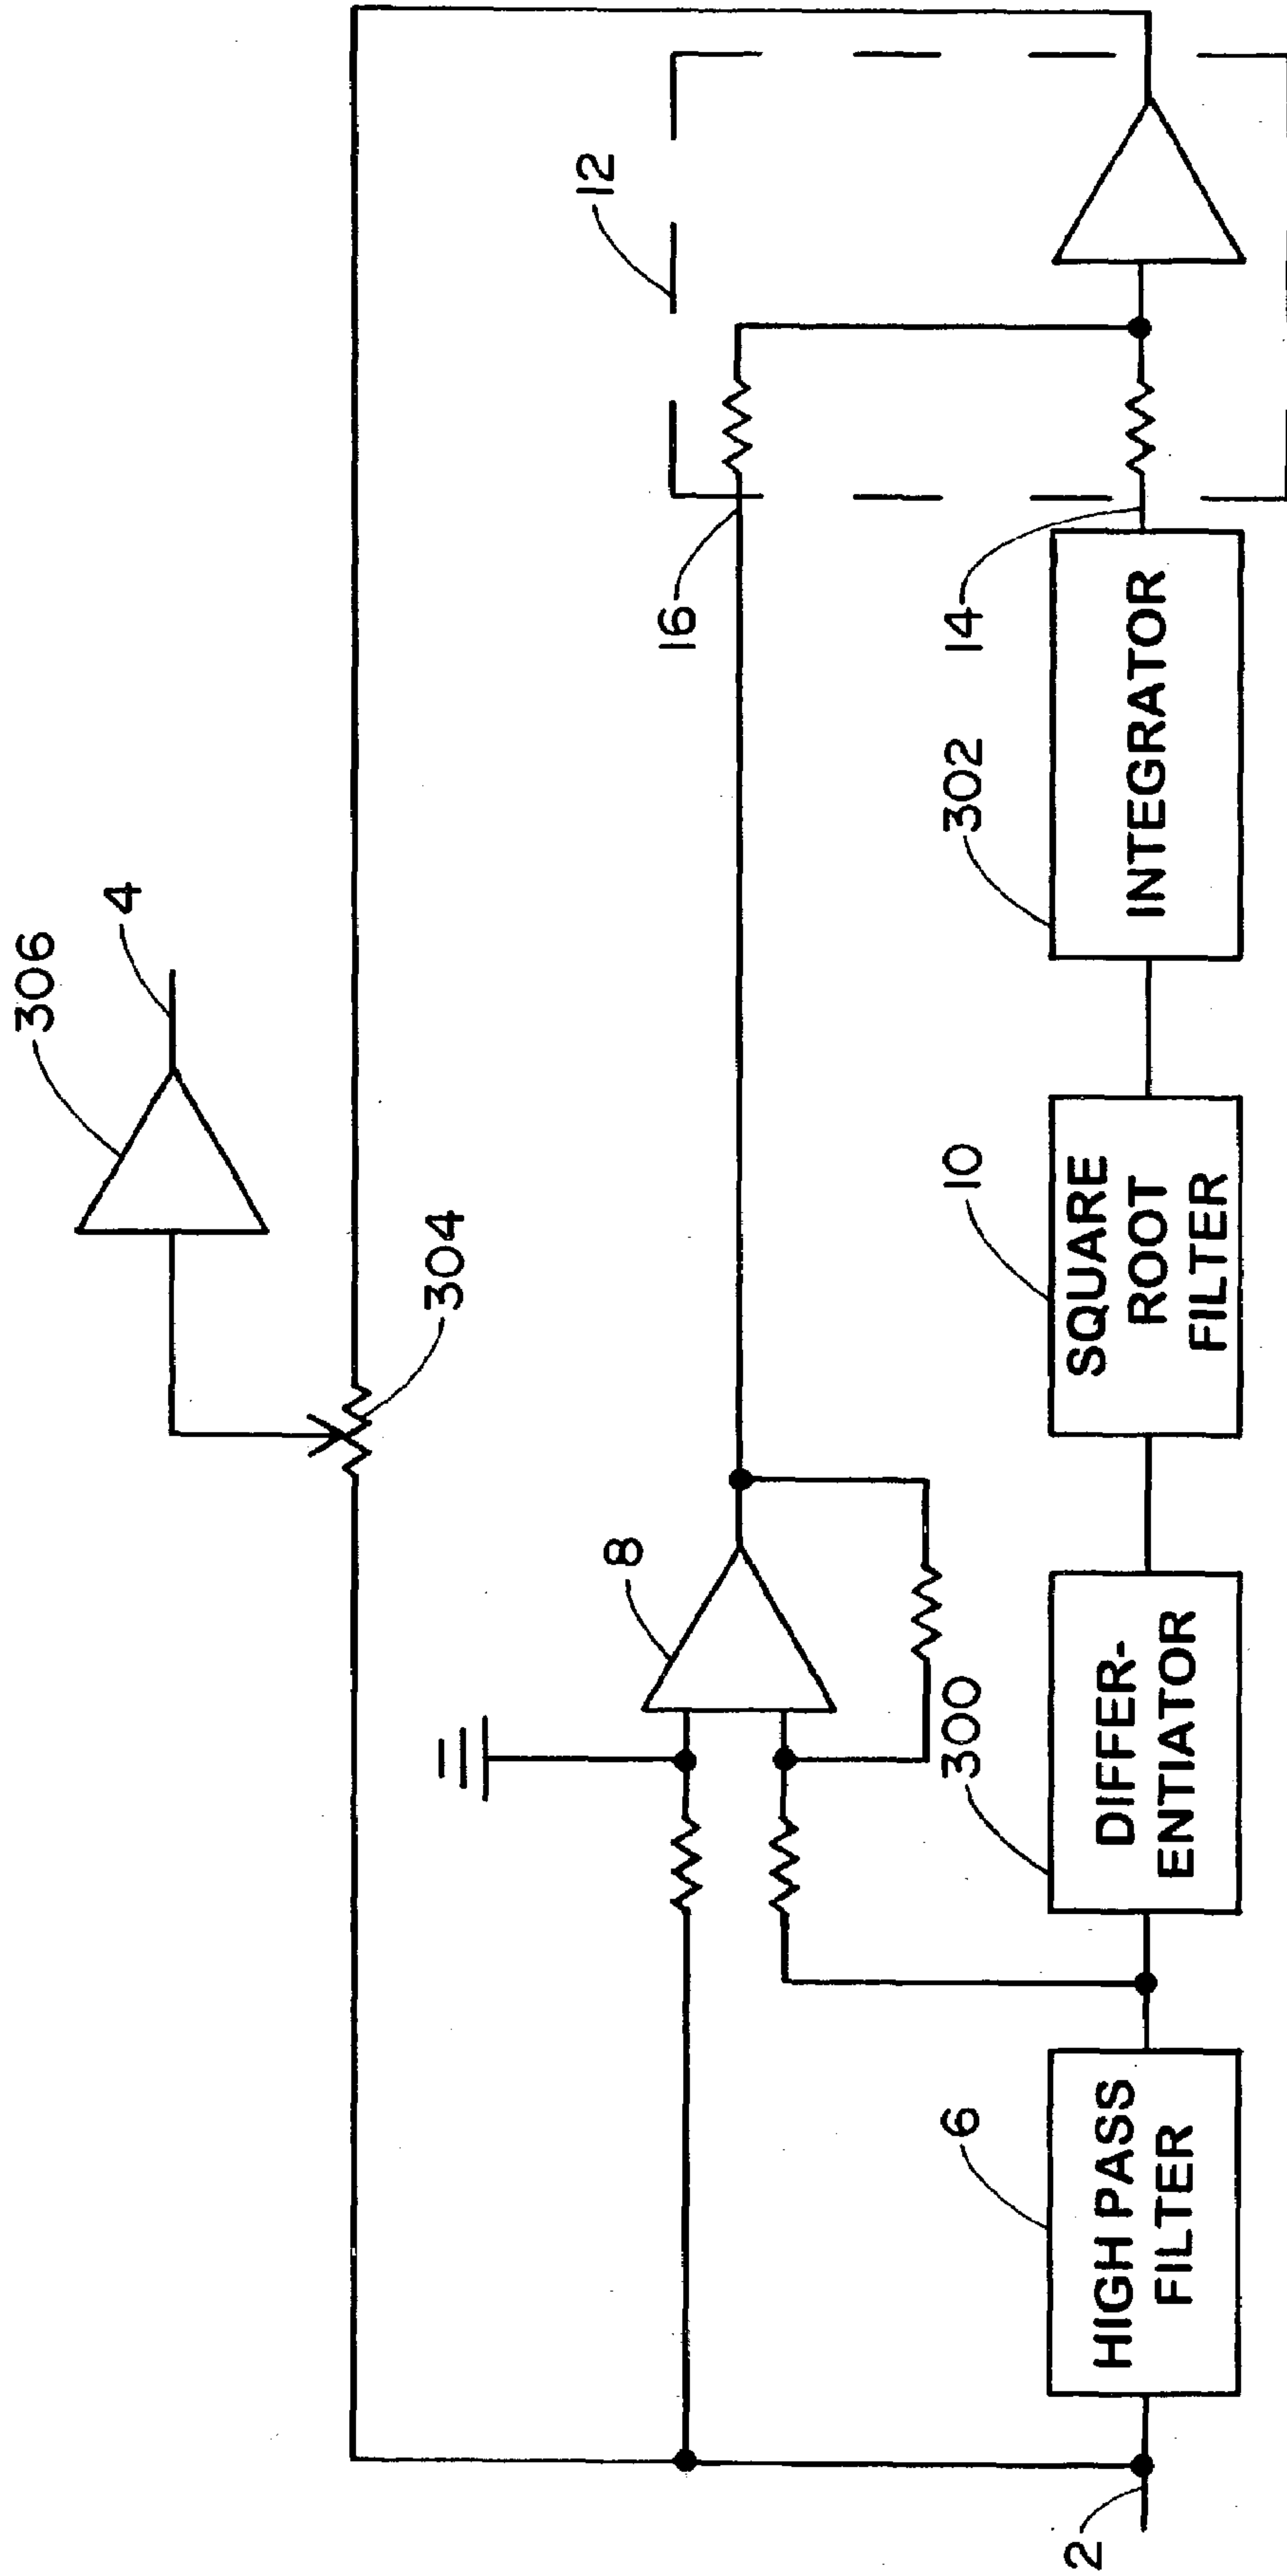 306
4
304
12
16
8
14
302
INTEGRATOR
10
SQUARE
ROOT
FILTER
300
DIFFER-
ENTIATOR
6
HIGH PASS
FILTER
2